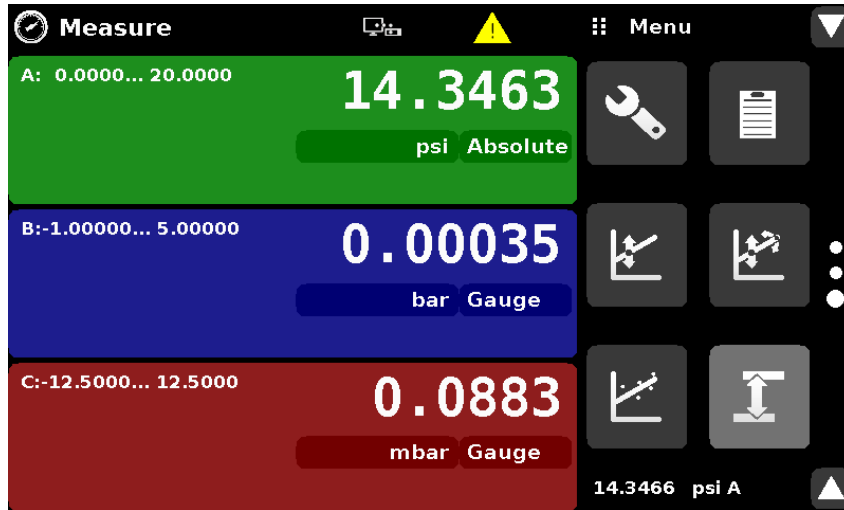 Measure
Menu
A: 0.0000... 20.0000
14.3463
psi Absolute
B:-1.00000... 5.00000
0.00035
bar Gauge
C:-12.5000... 12.5000
0.0883
mbar Gauge
14.3466 psi A